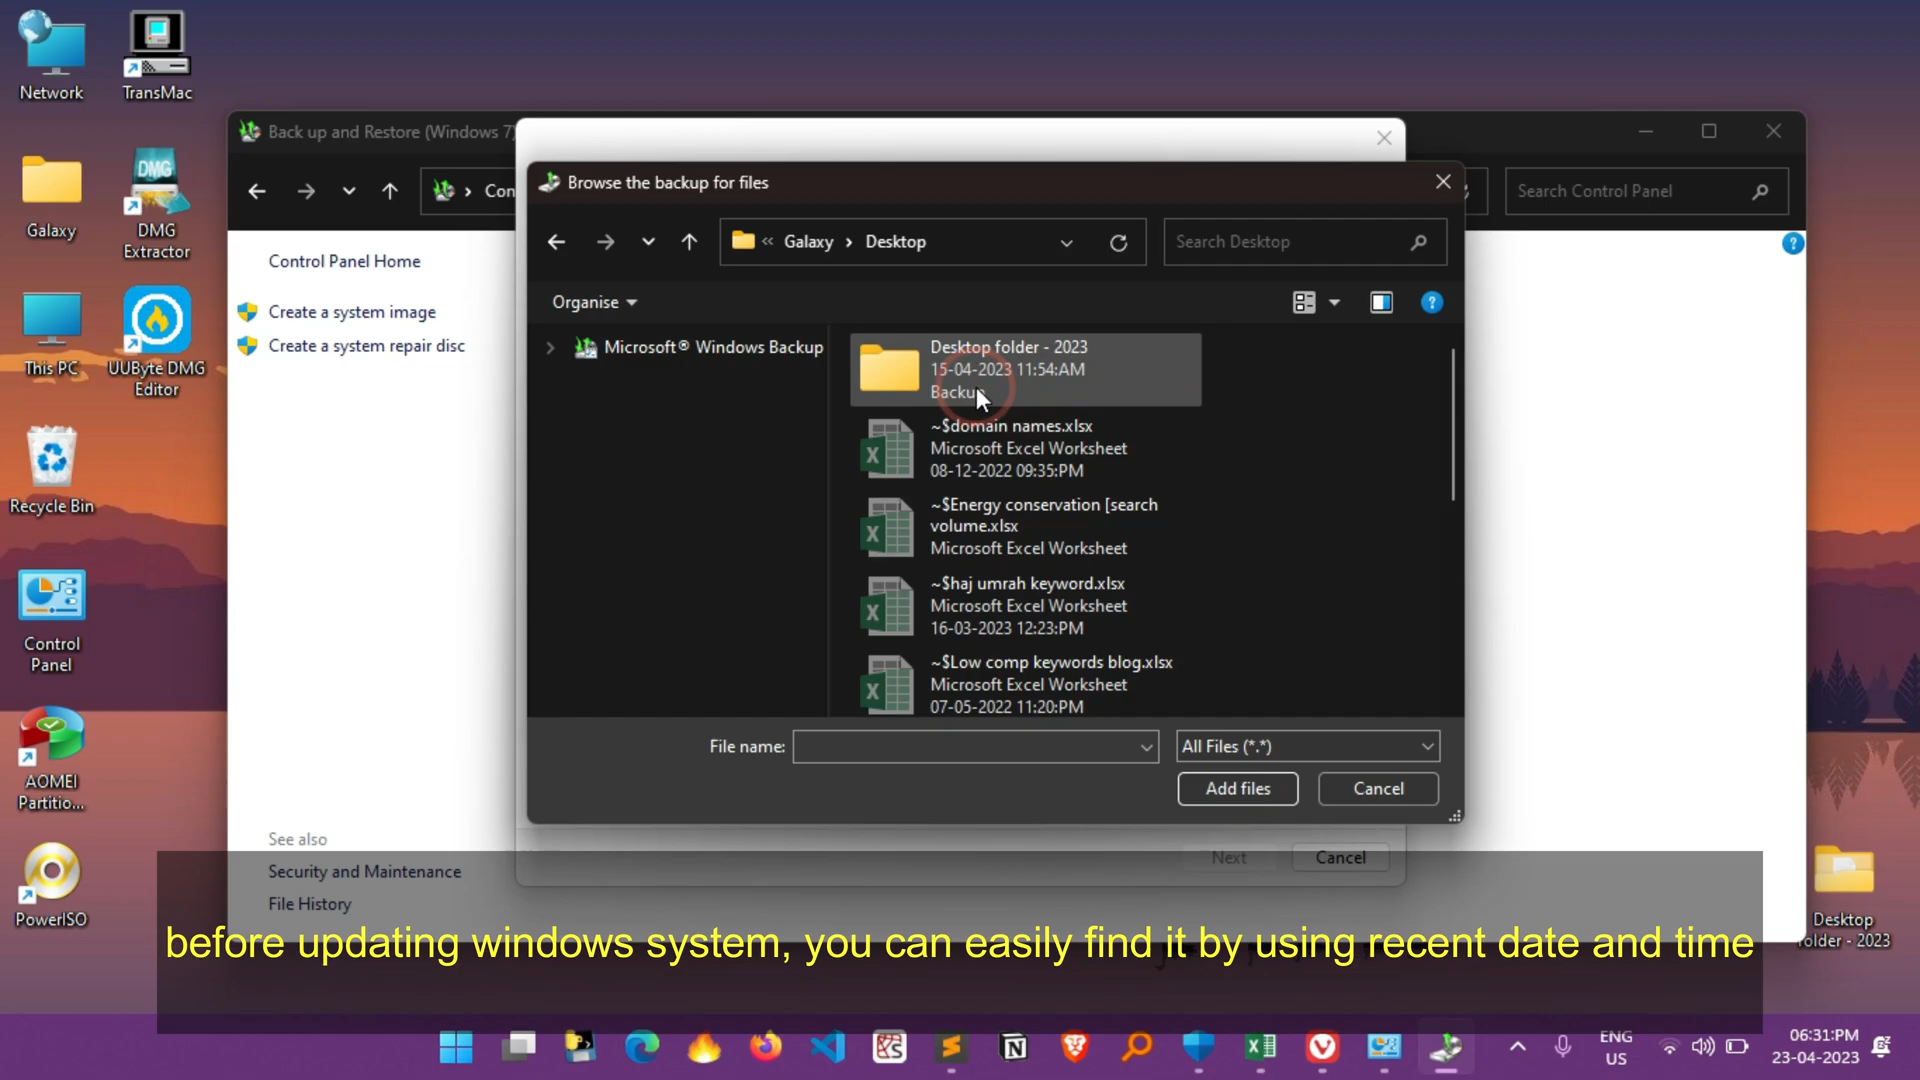 Network
TransMac
Galaxy
DMG
DMG
Extractor
This PC
UUByte DMG
Editor
Recycle Bin
Control
Panel
AOMEI
Partitio...
PowerISO
Back up and Restore (Windows 7)
Con
Search Control Panel
Control Panel Home
Create a system image
Create a system repair disc
See also
Security and Maintenance
File History
Browse the backup for files
« Galaxy > Desktop
Search Desktop
Organise
Microsoft® Windows Backup
Desktop folder - 2023
15-04-2023 11:54:AM
Backup
~$domain names.xlsx
Microsoft Excel Worksheet
08-12-2022 09:35:PM
~$Energy conservation [search
volume.xlsx
Microsoft Excel Worksheet
~$haj umrah keyword.xlsx
Microsoft Excel Worksheet
16-03-2023 12:23:PM
~$Low comp keywords blog.xlsx
Microsoft Excel Worksheet
07-05-2022 11:20:PM
File name:
All Files (*.*)
Add files
Cancel
Next
Cancel
Desktop
folder - 2023
before updating windows system, you can easily find it by using recent date and time
ENG
US
06:31:PM
23-04-2023